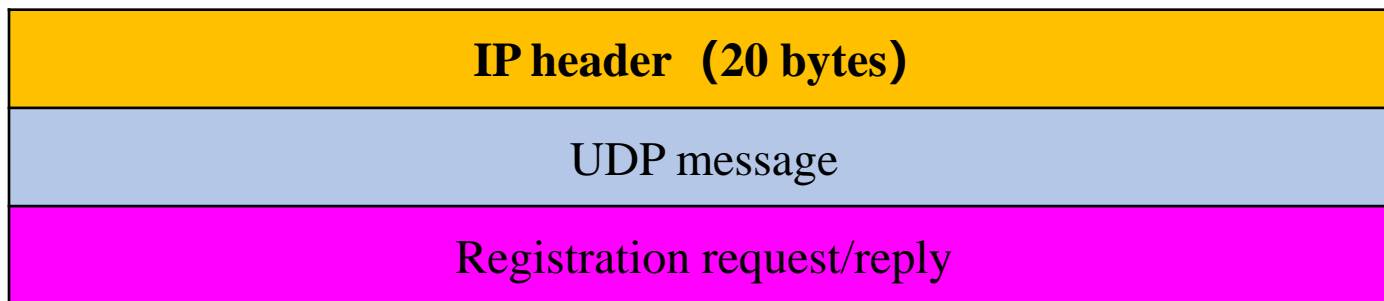 IP header（20 bytes）
UDP message
Registration request/reply